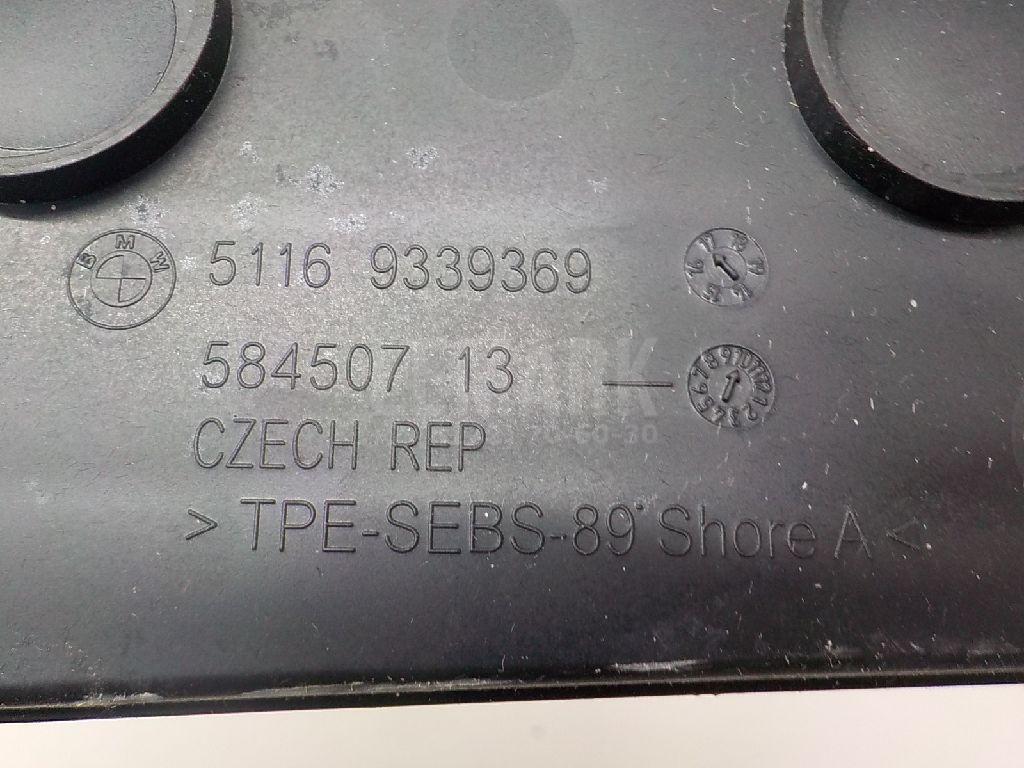 BMW 5116 9339369
584507 13
CZECH REP
> TPE-SEBS-89° Shore A <